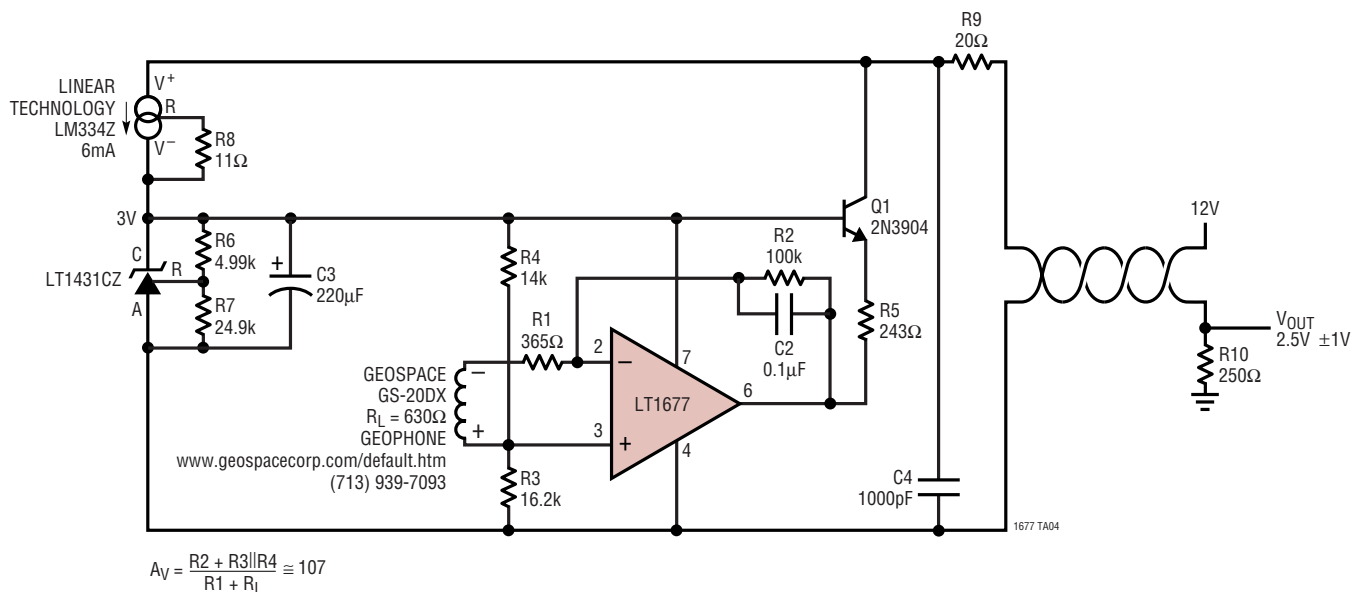 R9
20Ω
LINEAR
TECHNOLOGY
LM334Z
6mA
V+
R
V−
R8
11Ω
3V
C
R
A
LT1431CZ
R6
4.99k
R7
24.9k
+
C3
220µF
R4
14k
R1
365Ω
R2
100k
C2
0.1µF
Q1
2N3904
R5
243Ω
12V
VOUT
2.5V ±1V
R10
250Ω
GEOSPACE
GS-20DX
RL = 630Ω
GEOPHONE
www.geospacecorp.com/default.htm
(713) 939-7093
−
+
2
−
3
+
7
LT1677
6
4
R3
16.2k
C4
1000pF
1677 TA04
AV = R2 + R3||R4 ≅ 107
R1 + RL